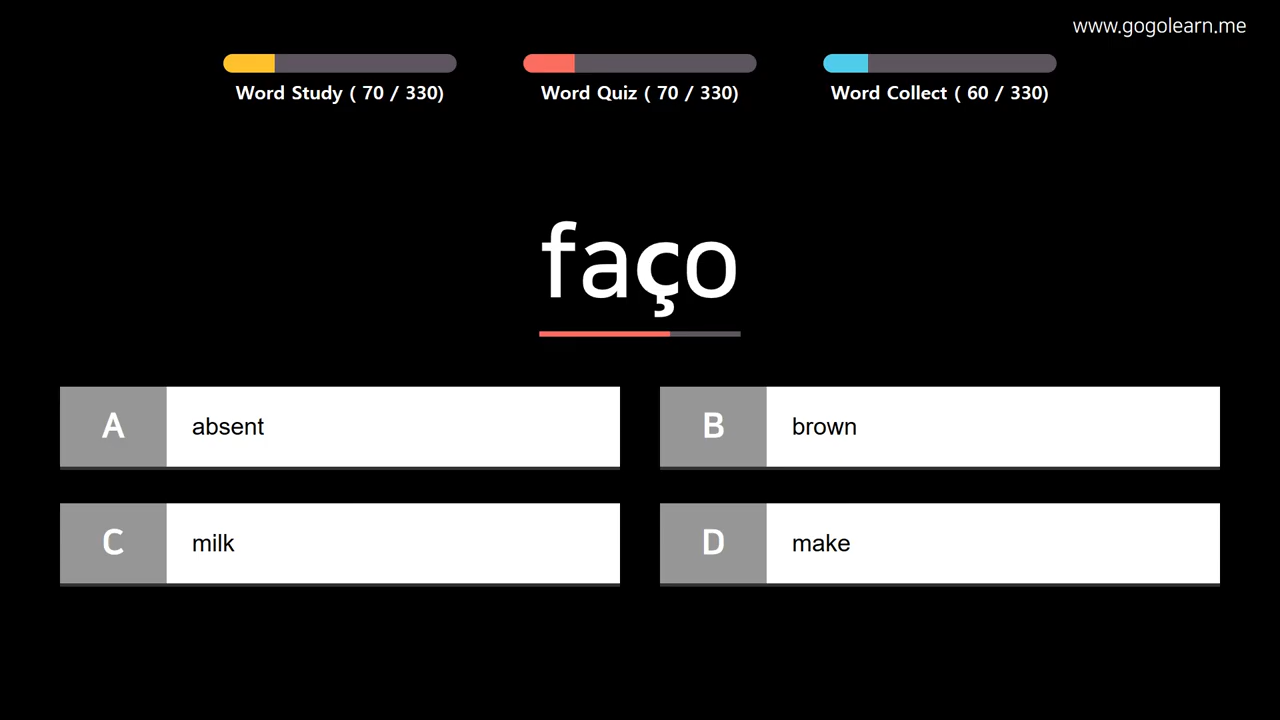 www.gogolearn.me
Word Study ( 70 / 330)
Word Quiz ( 70 / 330)
Word Collect ( 60 / 330)
faço
A absent
B brown
C milk
D make